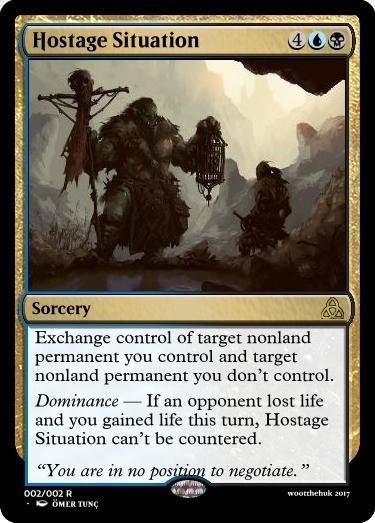 Hostage Situation 4
Sorcery
Exchange control of target nonland
permanent you control and target
nonland permanent you don't control.
Dominance — If an opponent lost life
and you gained life this turn, Hostage
Situation can't be countered.
“You are in no position to negotiate.”
002/002 R
· ÖMER TUNÇ
wootthehuk 2017